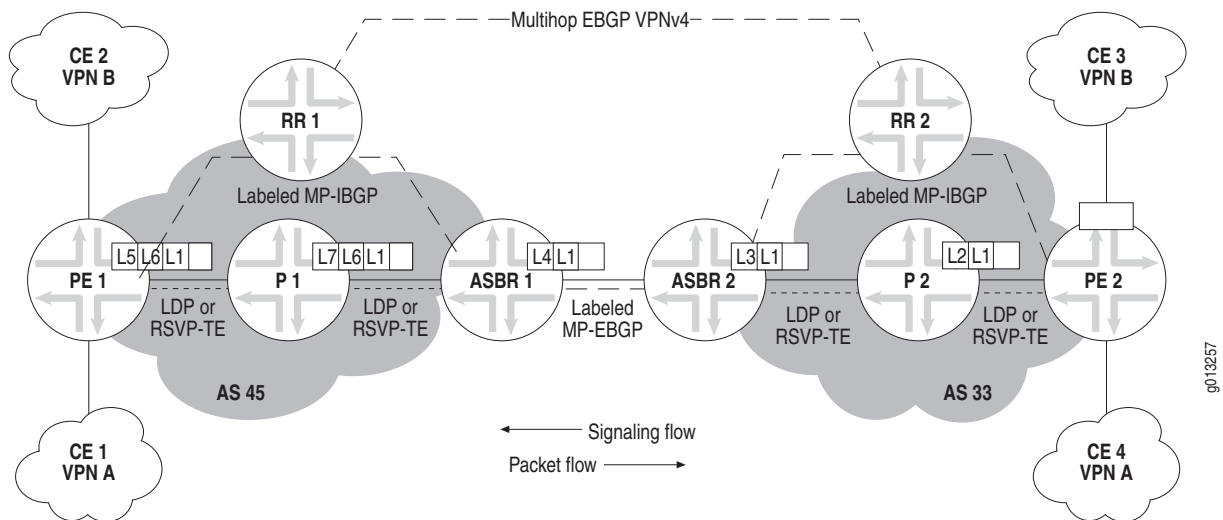 Multihop EBGP VPNv4
CE 2
VPN B
CE 3
VPN B
RR 1
RR 2
Labeled MP-IBGP
Labeled MP-IBGP
L5 L6 L1
L7 L6 L1
L4 L1
L3 L1
L2 L1
PE 1
P 1
ASBR 1
ASBR 2
P 2
PE 2
LDP or
RSVP-TE
LDP or
RSVP-TE
Labeled
MP-EBGP
LDP or
RSVP-TE
LDP or
RSVP-TE
AS 45
AS 33
CE 1
VPN A
Signaling flow
Packet flow
CE 4
VPN A
g013257